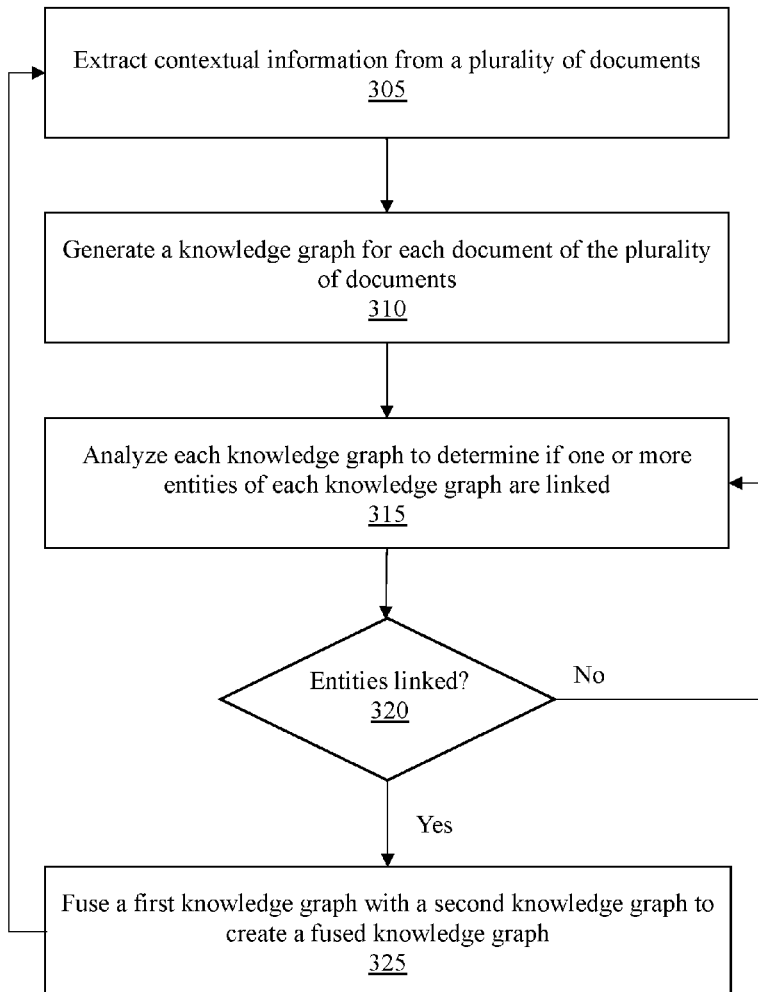 Extract contextual information from a plurality of documents
305
Generate a knowledge graph for each document of the plurality
of documents
310
Analyze each knowledge graph to determine if one or more
entities of each knowledge graph are linked
315
Entities linked?
320
No
Yes
Fuse a first knowledge graph with a second knowledge graph to
create a fused knowledge graph
325